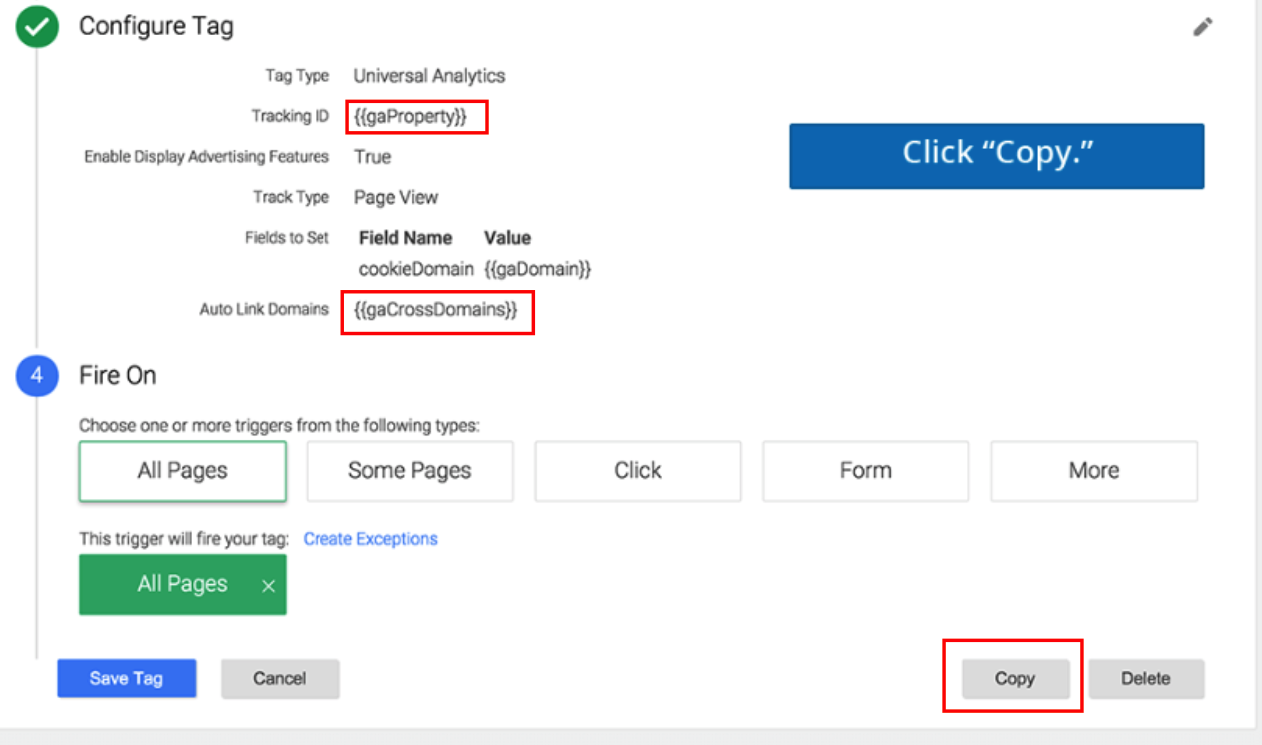 Configure Tag
Tag Type Universal Analytics
Tracking ID {{gaProperty}}
Click “Copy.”
Enable Display Advertising Features True
Track Type Page View
Fields to Set Field Name Value
cookieDomain {{gaDomain}}
Auto Link Domains {{gaCrossDomains}}
4 Fire On
Choose one or more triggers from the following types:
All Pages Some Pages Click Form More
This trigger will fire your tag: Create Exceptions
All Pages ×
Save Tag Cancel Copy Delete